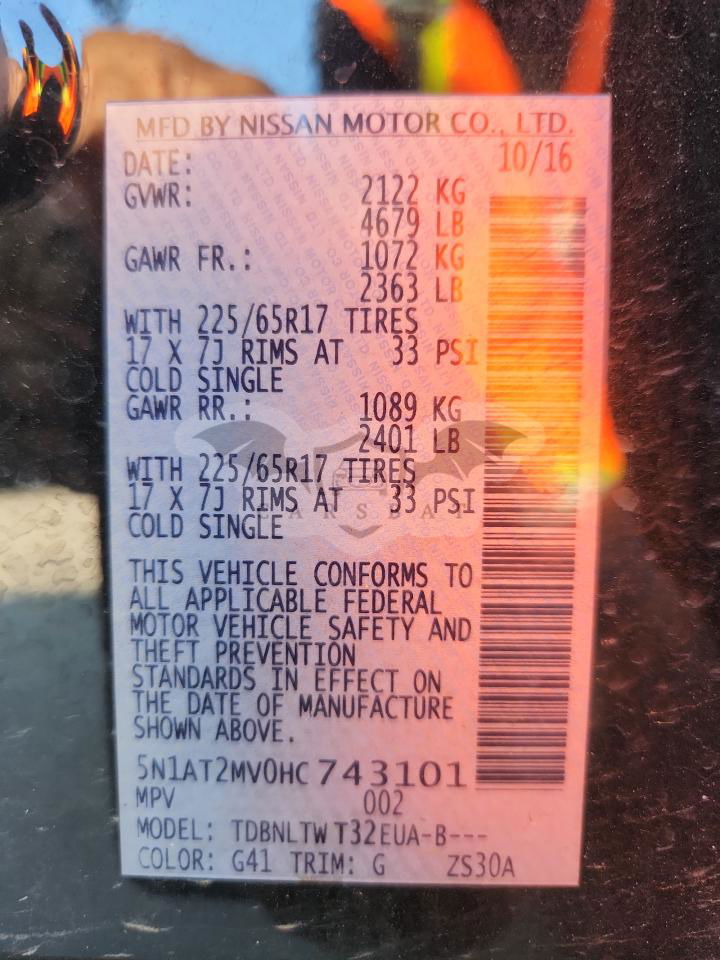 MFD BY NISSAN MOTOR CO., LTD.
DATE: 10/16
GVWR: 2122 KG
4679 LB
GAWR FR.: 1072 KG
2363 LB
WITH 225/65R17 TIRES
17 X 7J RIMS AT 33 PSI
COLD SINGLE
GAWR RR.: 1089 KG
2401 LB
WITH 225/65R17 TIRES
17 X 7J RIMS AT 33 PSI
CARSBAT
COLD SINGLE
THIS VEHICLE CONFORMS TO
ALL APPLICABLE FEDERAL
MOTOR VEHICLE SAFETY AND
THEFT PREVENTION
STANDARDS IN EFFECT ON
THE DATE OF MANUFACTURE
SHOWN ABOVE.
5N1AT2MV0HC743101
MPV 002
MODEL: TDBNLTW T32EUA-B---
COLOR: G41 TRIM: G ZS30A